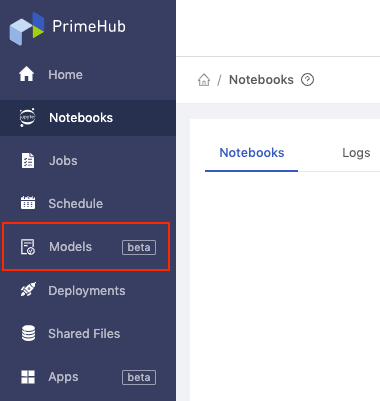 PrimeHub
Home
/ Notebooks ?
Notebooks
Notebooks Logs
Jobs
Schedule
Models beta
Deployments
Shared Files
Apps beta